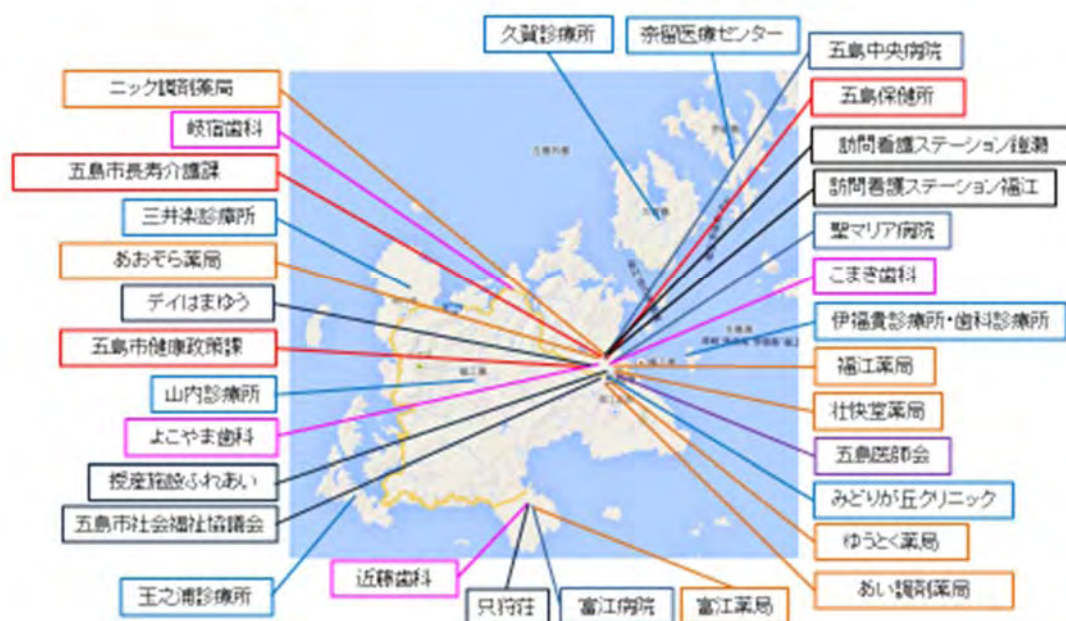 久賀診療所
奈留医療センター
五島中央病院
ニック調剤薬局
五島保健所
岐宿歯科
訪問看護ステーション鐙瀬
五島市長寿介護課
訪問看護ステーション福江
三井楽診療所
聖マリア病院
あおぞら薬局
こまき歯科
デイはまゆう
伊福貴診療所・歯科診療所
五島市健康政策課
福江薬局
山内診療所
壮快堂薬局
よこやま歯科
五島医師会
授産施設ふれあい
みどりが丘クリニック
五島市社会福祉協議会
ゆうとく薬局
玉之浦診療所
近藤歯科
只狩荘
富江病院
富江薬局
あい調剤薬局
福江島